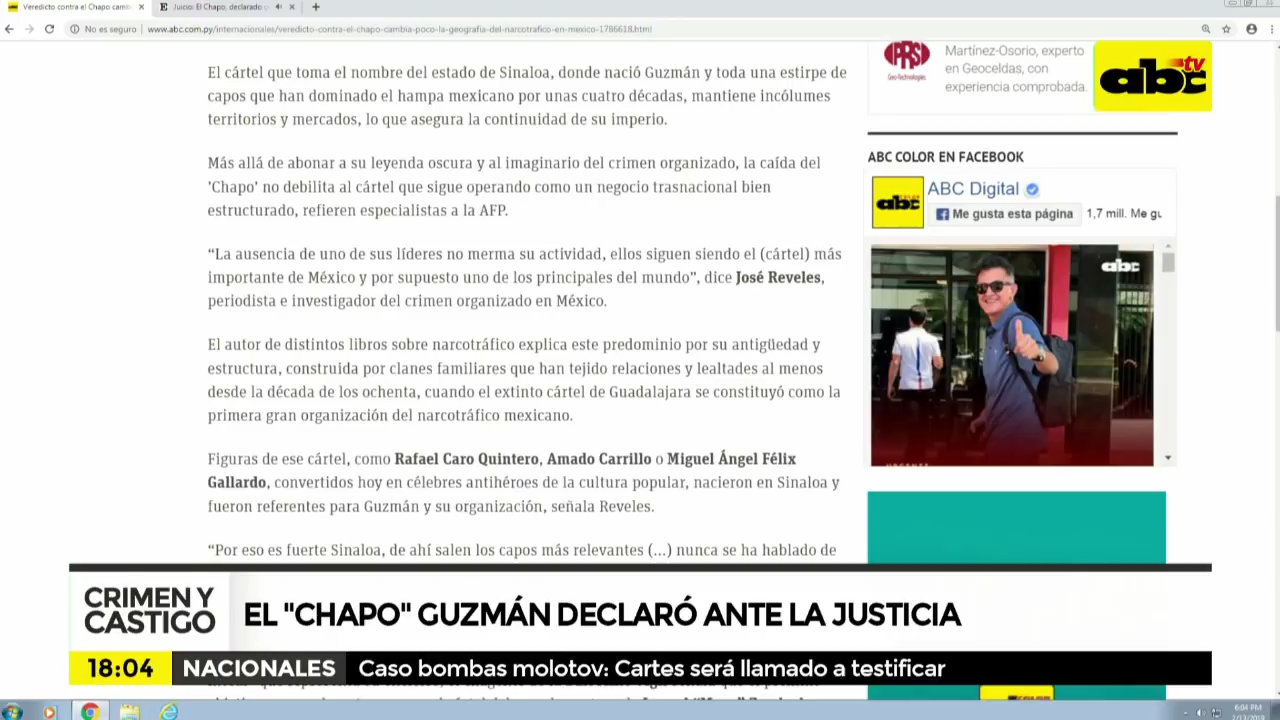 Veredicto contra el Chapo camb
Juicio: El Chapo, declarado
No es seguro
www.abc.com.py/internacionales/veredicto-contra-el-chapo-cambia-poco-la-geografia-del-narcotrafico-en-mexico-1786618.html
El cártel que toma el nombre del estado de Sinaloa, donde nació Guzmán y toda una estirpe de
capos que han dominado el hampa mexicano por unas cuatro décadas, mantiene incólumes
territorios y mercados, lo que asegura la continuidad de su imperio.
Más allá de abonar a su leyenda oscura y al imaginario del crimen organizado, la caída del
'Chapo' no debilita al cártel que sigue operando como un negocio trasnacional bien
estructurado, refieren especialistas a la AFP.
“La ausencia de uno de sus líderes no merma su actividad, ellos siguen siendo el (cártel) más
importante de México y por supuesto uno de los principales del mundo”, dice José Reveles,
periodista e investigador del crimen organizado en México.
El autor de distintos libros sobre narcotráfico explica este predominio por su antigüedad y
estructura, construida por clanes familiares que han tejido relaciones y lealtades al menos
desde la década de los ochenta, cuando el extinto cártel de Guadalajara se constituyó como la
primera gran organización del narcotráfico mexicano.
Figuras de ese cártel, como Rafael Caro Quintero, Amado Carrillo o Miguel Ángel Félix
Gallardo, convertidos hoy en célebres antihéroes de la cultura popular, nacieron en Sinaloa y
fueron referentes para Guzmán y su organización, señala Reveles.
“Por eso es fuerte Sinaloa, de ahí salen los capos más relevantes (...) nunca se ha hablado de
PRS
Geo-Technologies
Martínez-Osorio, experto
en Geoceldas, con
experiencia comprobada.
abc tv
ABC COLOR EN FACEBOOK
abc
ABC Digital
Me gusta esta página
1,7 mill. Me gu
abc
CRIMEN Y
CASTIGO
EL "CHAPO" GUZMÁN DECLARÓ ANTE LA JUSTICIA
18:04
NACIONALES
Caso bombas molotov: Cartes será llamado a testificar
6:04 PM
2/13/2019